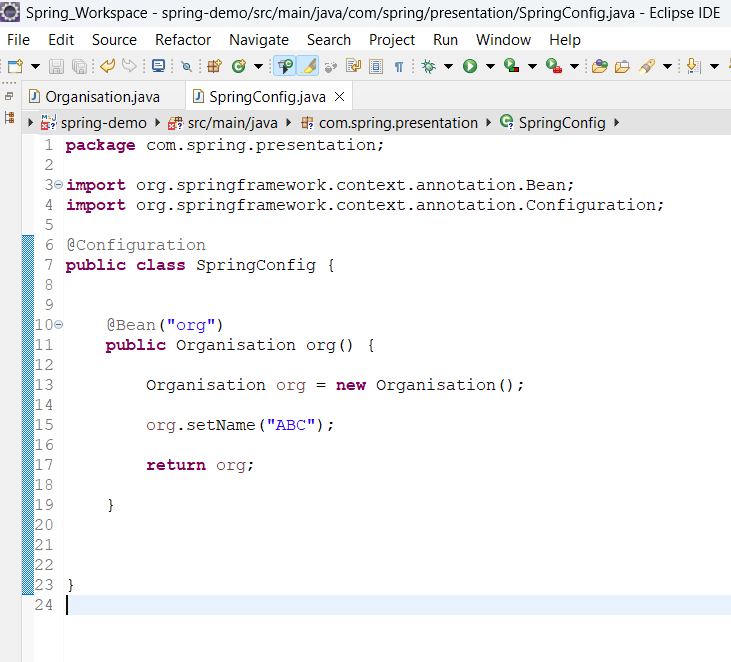 Spring_Workspace - spring-demo/src/main/java/com/spring/presentation/SpringConfig.java - Eclipse IDE
File Edit Source Refactor Navigate Search Project Run Window Help
Organisation.java SpringConfig.java
spring-demo src/main/java com.spring.presentation SpringConfig
1 package com.spring.presentation;
2
3 import org.springframework.context.annotation.Bean;
4 import org.springframework.context.annotation.Configuration;
5
6 @Configuration
7 public class SpringConfig {
8
9
10 @Bean("org")
11 public Organisation org() {
12
13 Organisation org = new Organisation();
14
15 org.setName("ABC");
16
17 return org;
18
19 }
20
21
22
23 }
24